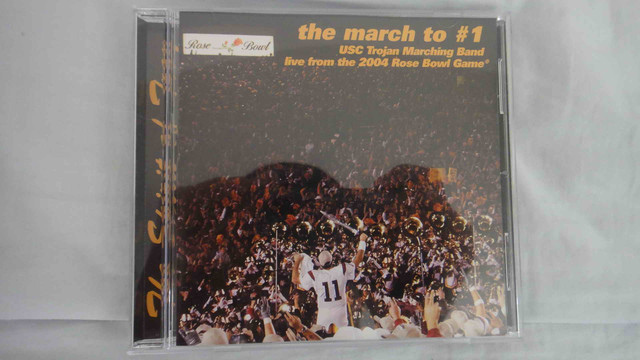 the march to #1
USC Trojan Marching Band
live from the 2004 Rose Bowl Game®
Rose Bowl
11